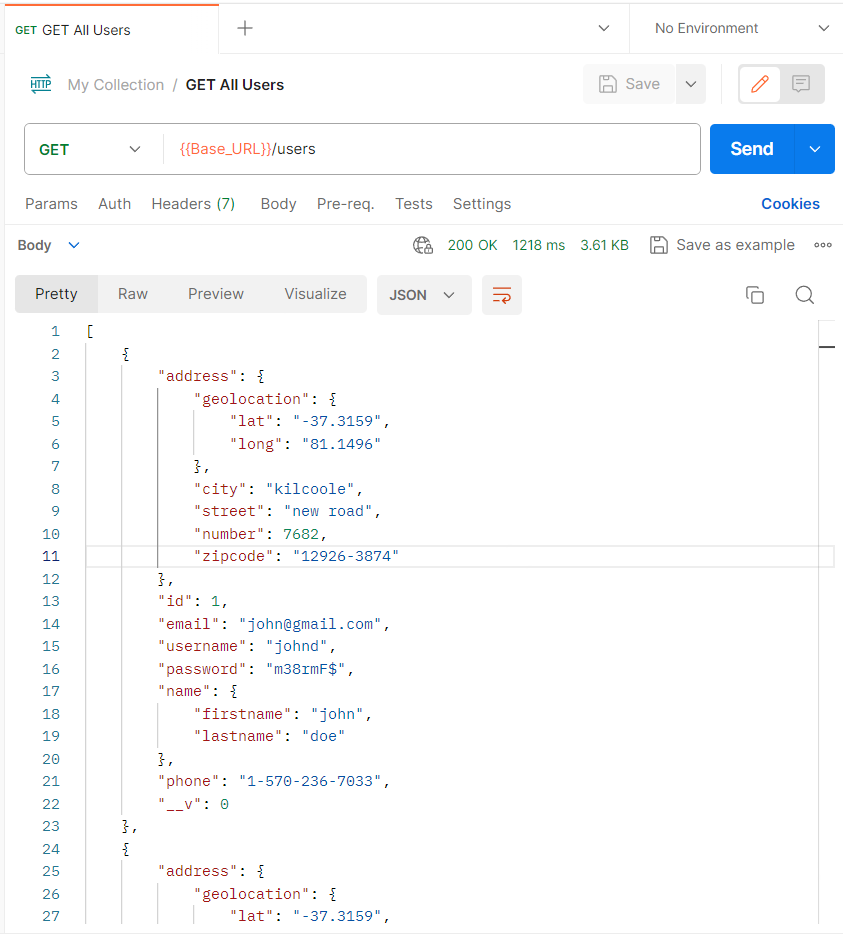 GET GET All Users
No Environment
HTTP My Collection / GET All Users Save
GET {{Base_URL}}/users Send
Params Auth Headers (7) Body Pre-req. Tests Settings Cookies
Body 200 OK 1218 ms 3.61 KB Save as example
Pretty Raw Preview Visualize JSON
1 [
2 {
3 "address": {
4 "geolocation": {
5 "lat": "-37.3159",
6 "long": "81.1496"
7 },
8 "city": "kilcoole",
9 "street": "new road",
10 "number": 7682,
11 "zipcode": "12926-3874"
12 },
13 "id": 1,
14 "email": "john@gmail.com",
15 "username": "johnd",
16 "password": "m38rmF$",
17 "name": {
18 "firstname": "john",
19 "lastname": "doe"
20 },
21 "phone": "1-570-236-7033",
22 "__v": 0
23 },
24 {
25 "address": {
26 "geolocation": {
27 "lat": "-37.3159",